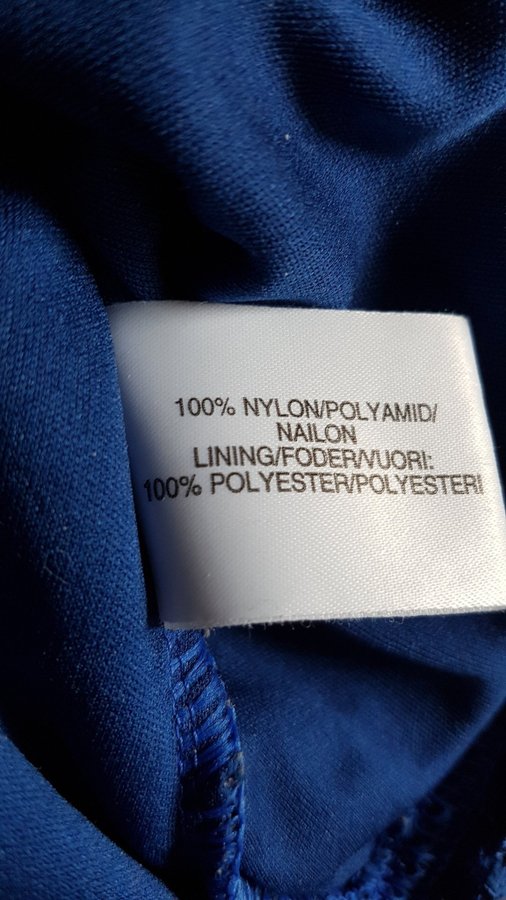 100% NYLON/POLYAMID/
NAILON
LINING/FODER/VUORI:
100% POLYESTER/POLYESTERI